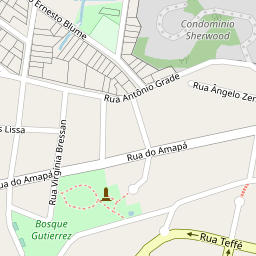 o Ernesto Blume
Condomínio
Sherwood
Rua Antônio Grade
Rua Ângelo Zen
s Lissa
Rua Virginia Bressan
Rua do Amapá
ua do Amapá
Bosque
Gutierrez
Rua Teffé